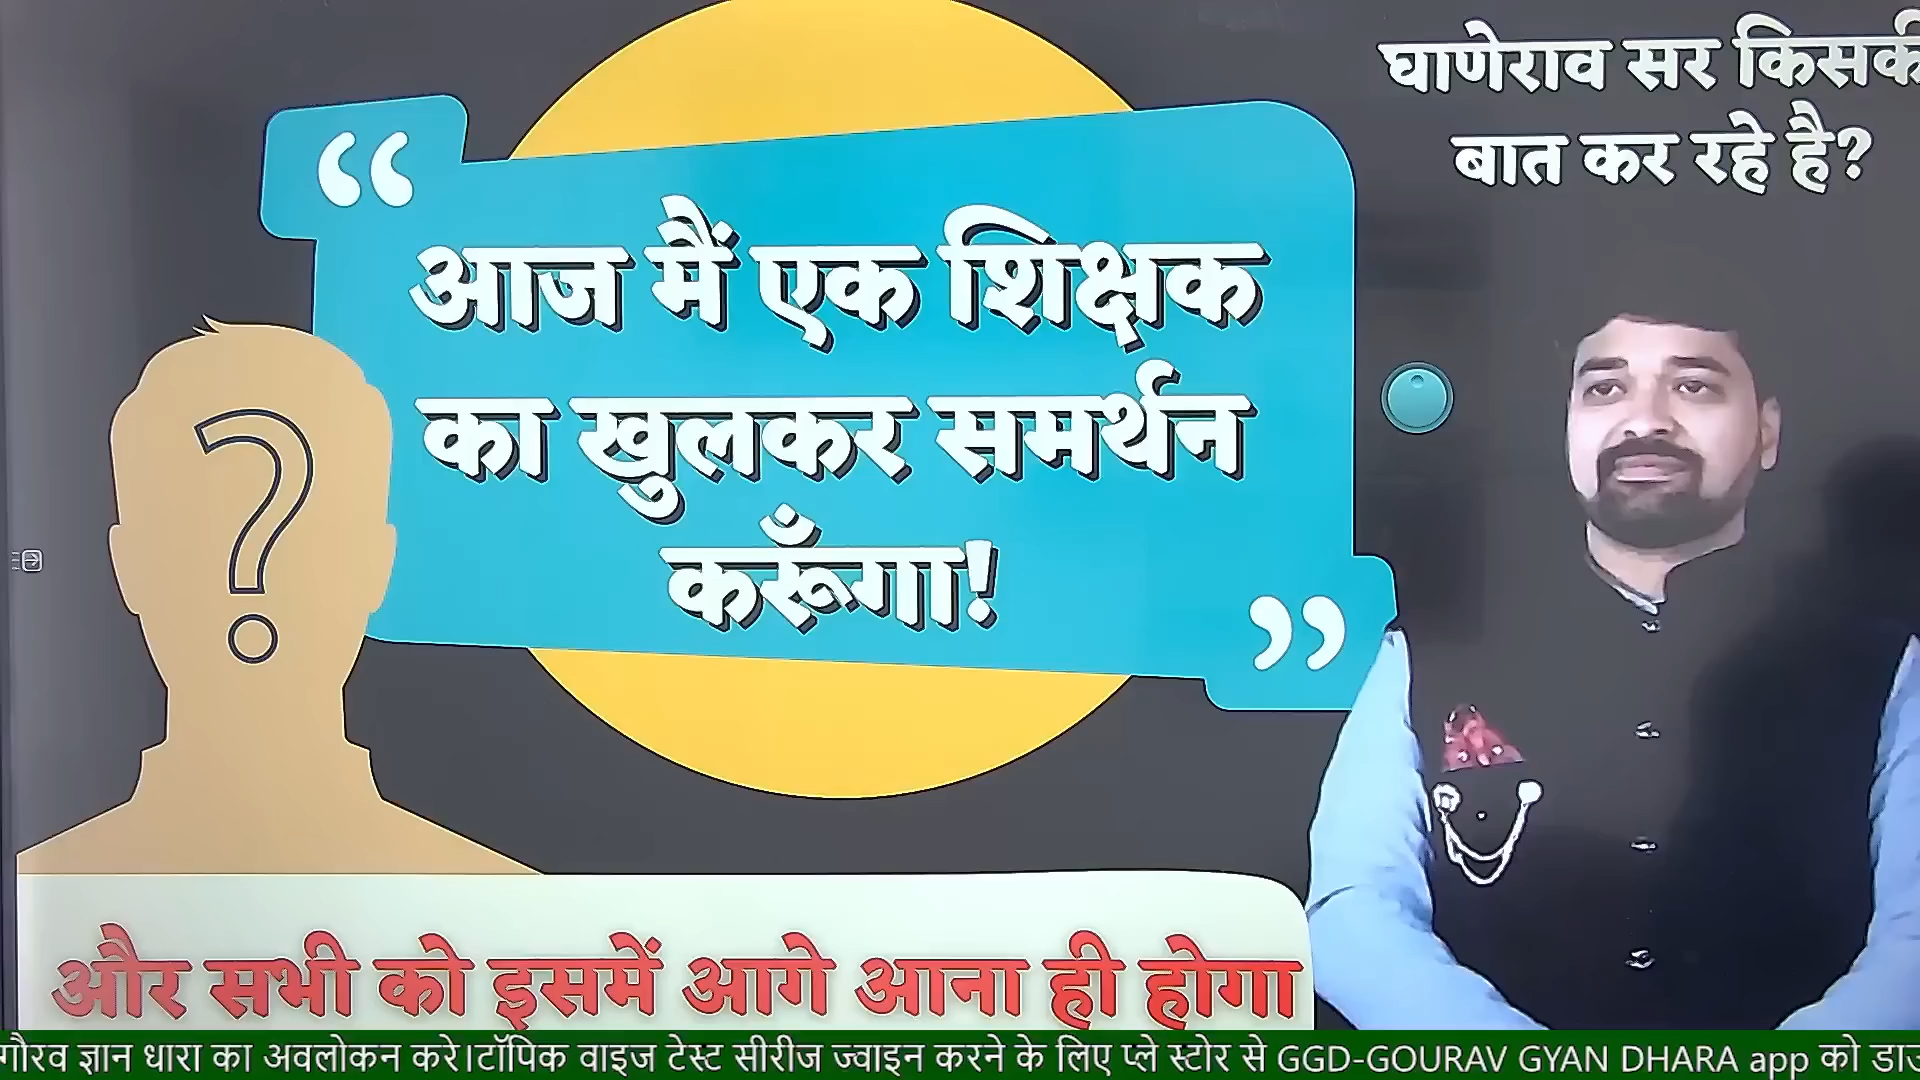 घाणेराव सर किसकी
बात कर रहे है?
“आज मैं एक शिक्षक
का खुलकर समर्थन
करूँगा!”
?
और सभी को इसमें आगे आना ही होगा
गौरव ज्ञान धारा का अवलोकन करे।टॉपिक वाइज टेस्ट सीरीज ज्वाइन करने के लिए प्ले स्टोर से GGD-GOURAV GYAN DHARA app को